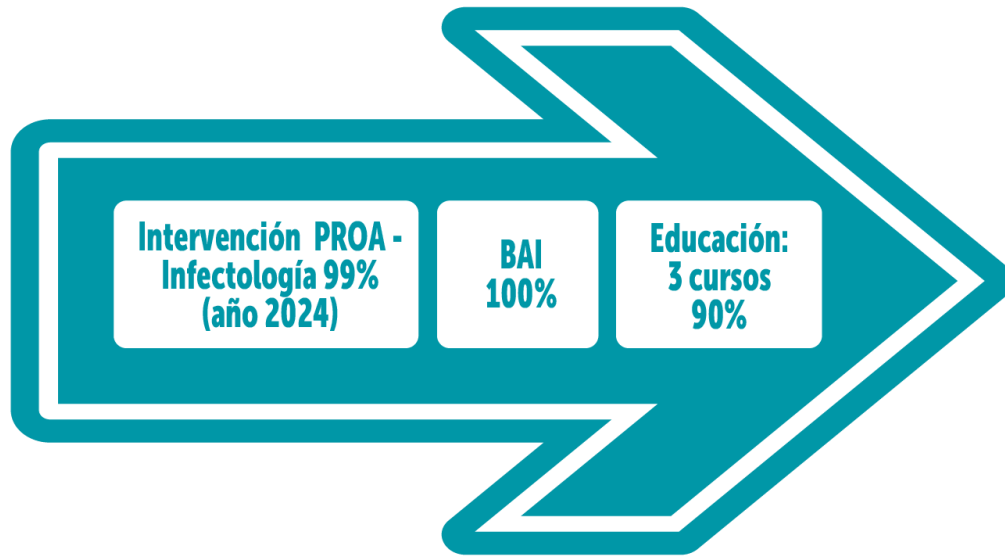 Intervención PROA -
Infectología 99%
(año 2024)
BAI
100%
Educación:
3 cursos
90%